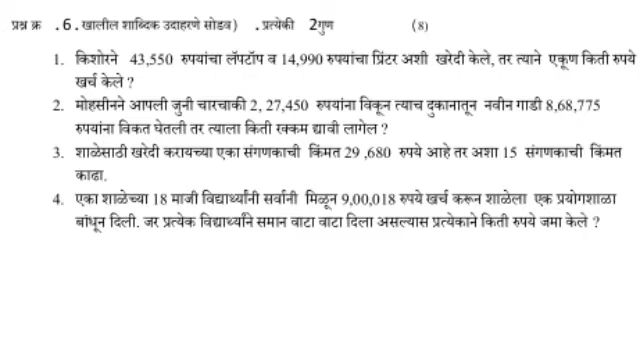 प्रश्न क्र .6.खालील शाब्दिक उदाहरणे सोडव) .प्रत्येकी 2गुण (8)
1. किशोरने 43,550 रुपयांचा लॅपटॉप व 14,990 रुपयांचा प्रिंटर अशी खरेदी केले, तर त्याने एकूण किती रुपये
खर्च केले ?
2. मोहसीनने आपली जुनी चारचाकी 2, 27,450 रुपयांना विकून त्याच दुकानातून नवीन गाडी 8,68,775
रुपयांना विकत घेतली तर त्याला किती रक्कम द्यावी लागेल ?
3. शाळेसाठी खरेदी करायच्या एका संगणकाची किंमत 29 ,680 रुपये आहे तर अशा 15 संगणकाची किंमत
काढा.
4. एका शाळेच्या 18 माजी विद्यार्थ्यांनी सर्वांनी मिळून 9,00,018 रुपये खर्च करून शाळेला एक प्रयोगशाळा
बांधून दिली. जर प्रत्येक विद्यार्थ्याने समान वाटा वाटा दिला असल्यास प्रत्येकाने किती रुपये जमा केले ?